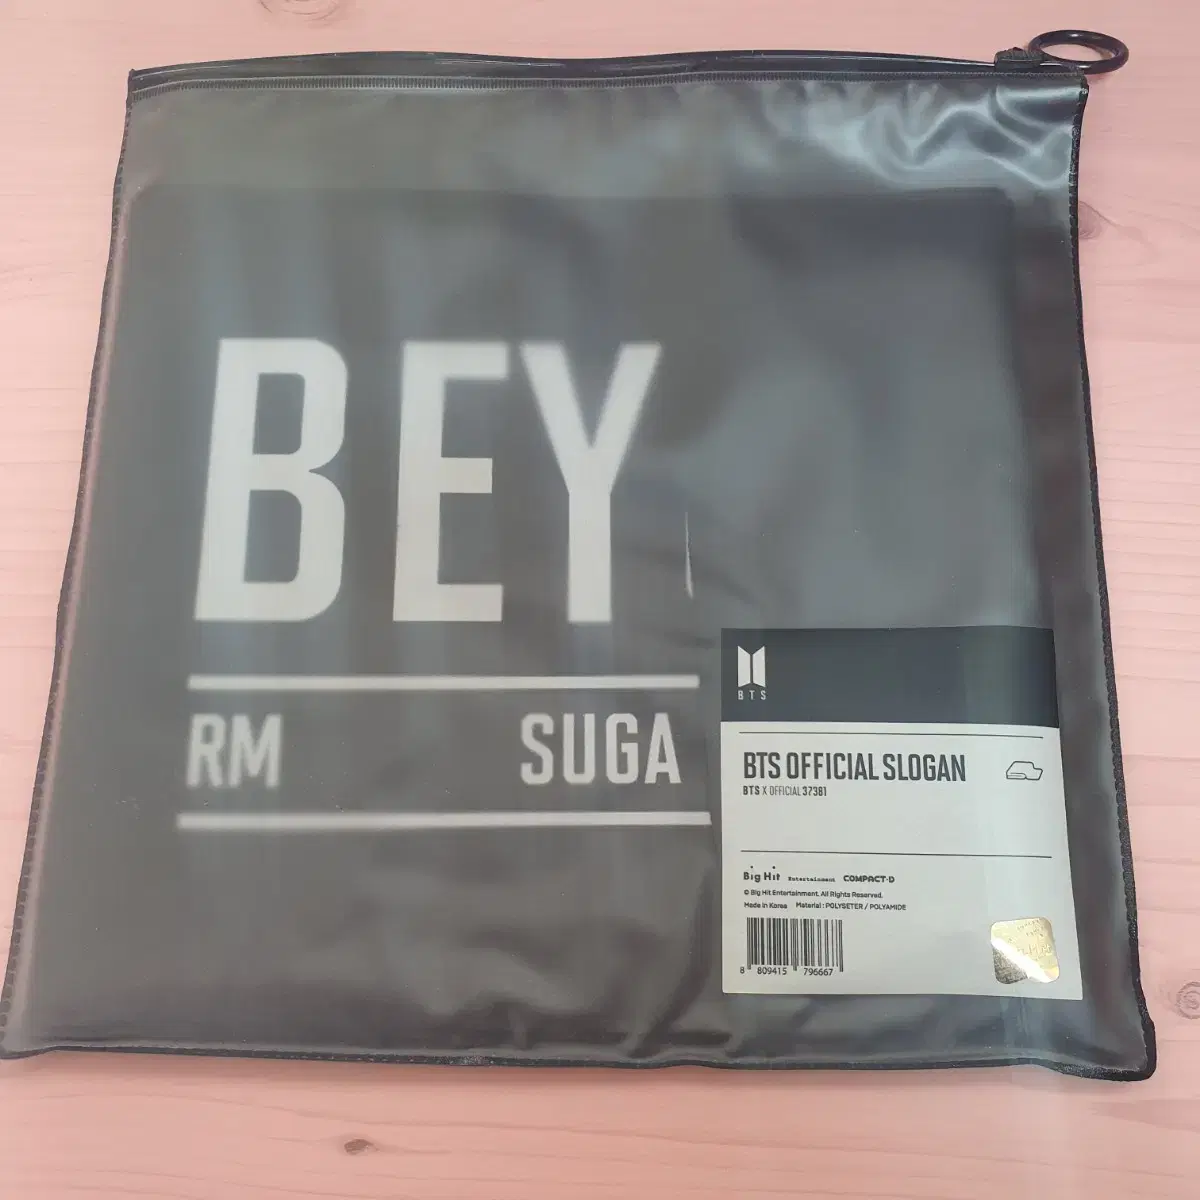 BEY
RM SUGA
BTS
BTS OFFICIAL SLOGAN
BTS X OFFICIAL 37381
Big Hit Entertainment COMPACT·D
© Big Hit Entertainment. All Rights Reserved.
Made in Korea Material : POLYSETER / POLYAMIDE
8 809415 796667